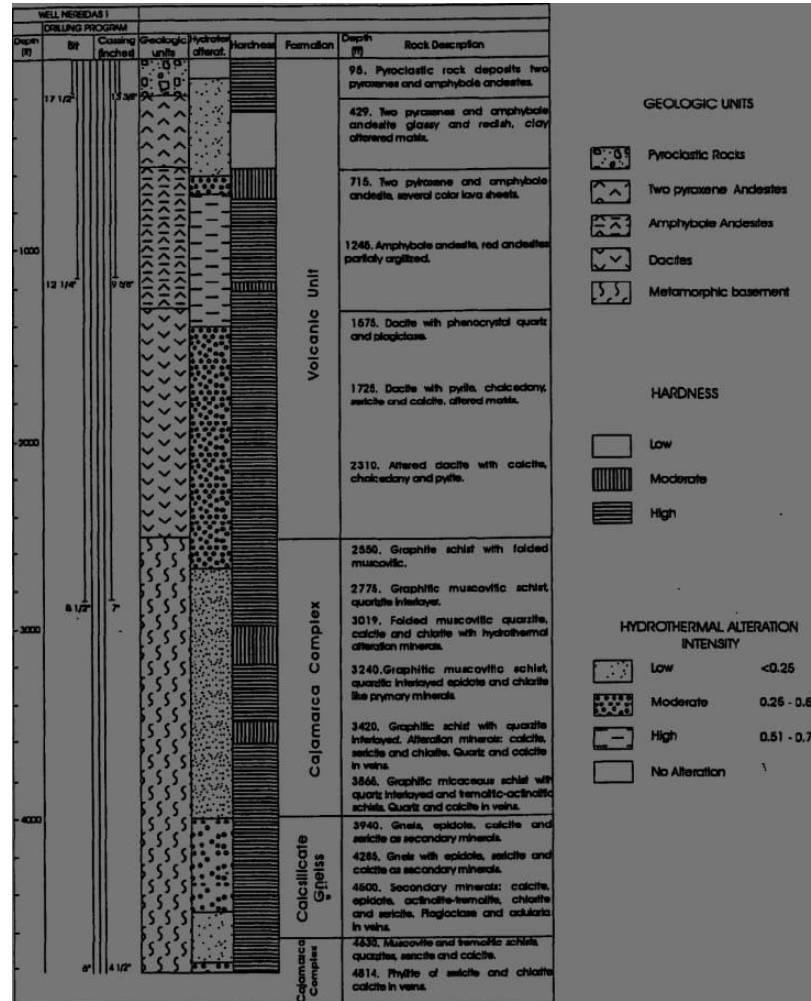 WELL NEREIDAS I
DRILLING PROGRAM
Depth
(ft)
Bit
Cassing
(inches)
Geologic
units
Hydroter
alterat.
Hardness
Formation
Depth
(ft)
Rock Description
17 1/2"
13 3/8"
1000
12 1/4"
9 5/8"
2000
8 1/2"
7"
3000
4000
6"
4 1/2"
Volcanic Unit
Cajamarca Complex
Calcsilicate
Gneiss
Cajamarca
Complex
95. Pyroclastic rock deposits two
pyroxenes and amphybole andesites.
429. Two pyroxenes and amphybole
andesite glassy and redish, clay
alterered matrix.
715. Two pyroxene and amphybole
andesite, several color lava sheets.
1245. Amphybole andesite, red andesites
partialy argilized.
1575. Dacite with phenocrystal quartz
and plagiclase.
1725. Dacite with pyrite, chalcedony,
sericite and calcite, altered matrix.
2310. Altered dacite with calcite,
chalcedony and pyrite.
2550. Graphite schist with folded
muscovitic.
2775. Graphitic muscovitic schist,
quartzite interlayer.
3019. Folded muscovitic quarzite,
calcite and chlorite with hydrothermal
alteration minerals.
3240. Graphitic muscovitic schist,
quarzitic interlayed epidote and chlorite
like prymary minerals.
3420. Graphitic schist with quarzite
interlayed. Alteration minerals: calcite,
sericite and chlorite. Quartz and calcite
in veins.
3866. Graphitic micaceous schist with
quartz interlayed and tremolitic-actinolitic
schists. Quartz and calcite in veins.
3940. Gneis, epidote, calcite and
sericite as secondary minerals.
4285. Gneis with epidote, sericite and
calcite as secondary minerals.
4500. Secondary minerals: calcite,
epidote, actinolite-tremolite, chlorite
and sericite. Plagioclase and adularia
in veins.
4630. Muscovite and tremolitic schists,
quarzites, sericite and calcite.
4814. Phyllite of sericite and chlorite
calcite in veins.
GEOLOGIC UNITS
Pyroclastic Rocks
Two pyroxene Andesites
Amphybole Andesites
Dacites
Metamorphic basement
HARDNESS
Low
Moderate
High
HYDROTHERMAL ALTERATION
INTENSITY
Low <0.25
Moderate 0.25 - 0.5
High 0.51 - 0.7
No Alteration